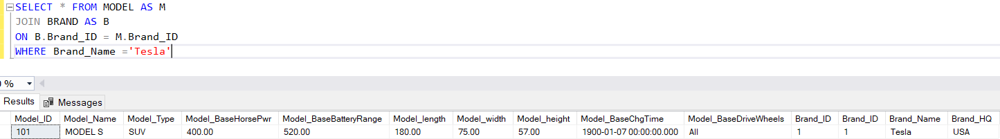 SELECT * FROM MODEL AS M
JOIN BRAND AS B
ON B.Brand_ID = M.Brand_ID
WHERE Brand_Name ='Tesla'
%
Results Messages
Model_ID Model_Name Model_Type Model_BaseHorsePwr Model_BaseBatteryRange Model_length Model_width Model_height Model_BaseChgTime Model_BaseDriveWheels Brand_ID Brand_ID Brand_Name Brand_HQ
101 MODEL S SUV 400.00 520.00 180.00 75.00 57.00 1900-01-07 00:00:00.000 All 1 1 Tesla USA